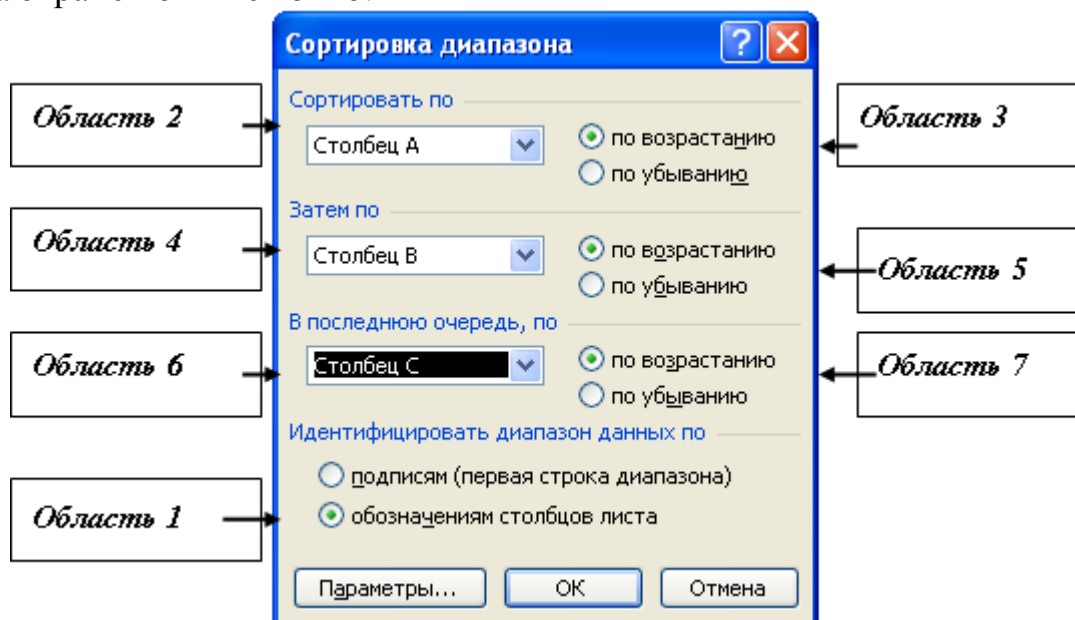 Сортировка диапазона
Сортировать по
Область 2
Столбец А
по возрастанию
по убыванию
Область 3
Затем по
Область 4
Столбец В
по возрастанию
по убыванию
Область 5
В последнюю очередь, по
Область 6
Столбец С
по возрастанию
по убыванию
Область 7
Идентифицировать диапазон данных по
подписям (первая строка диапазона)
Область 1
обозначениям столбцов листа
Параметры...
ОК
Отмена